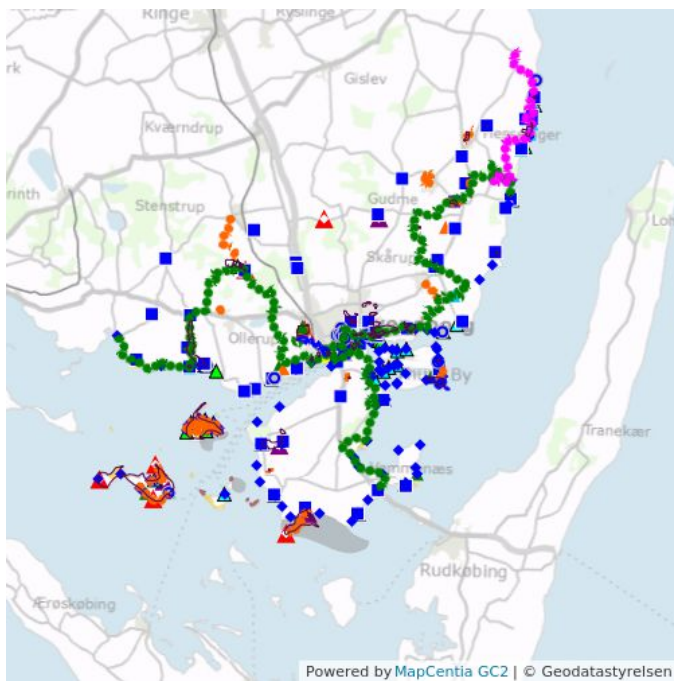 Ringe
Ryslinge
Gislev
Kværndrup
Stenstrup
Gudme
Skårup
Ollerup
By
Tranekær
Rudkøbing
Ærøskøbing
Powered by MapCentia GC2 | © Geodatastyrelsen